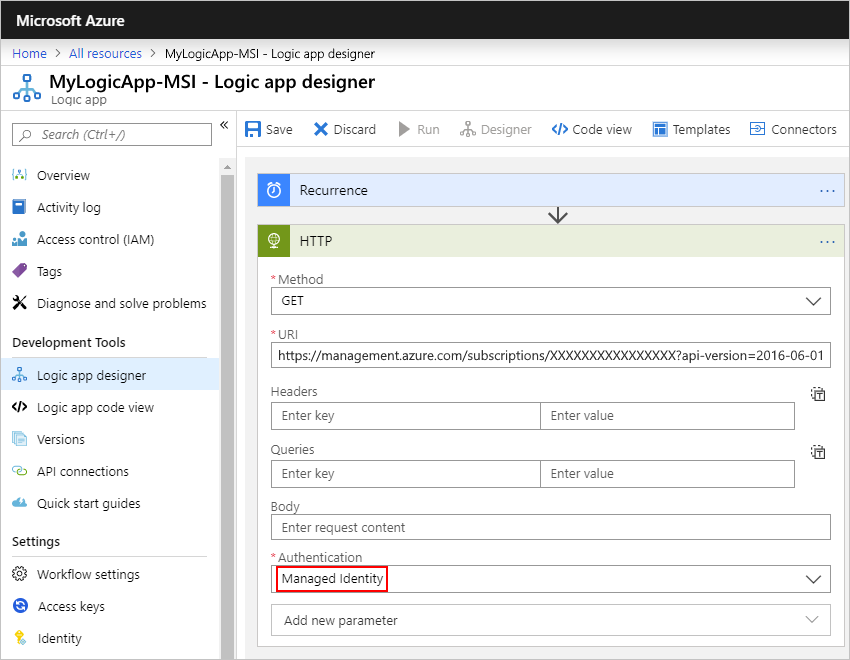 Microsoft Azure
Home > All resources > MyLogicApp-MSI - Logic app designer
MyLogicApp-MSI - Logic app designer
Logic app
Search (Ctrl+/)
«
Overview
Activity log
Access control (IAM)
Tags
Diagnose and solve problems
Development Tools
Logic app designer
Logic app code view
Versions
API connections
Quick start guides
Settings
Workflow settings
Access keys
Identity
Save Discard Run Designer Code view Templates Connectors
Recurrence ...
HTTP ...
* Method
GET
* URI
https://management.azure.com/subscriptions/XXXXXXXXXXXXXXXX?api-version=2016-06-01
Headers
Enter key Enter value
Queries
Enter key Enter value
Body
Enter request content
* Authentication
Managed Identity
Add new parameter